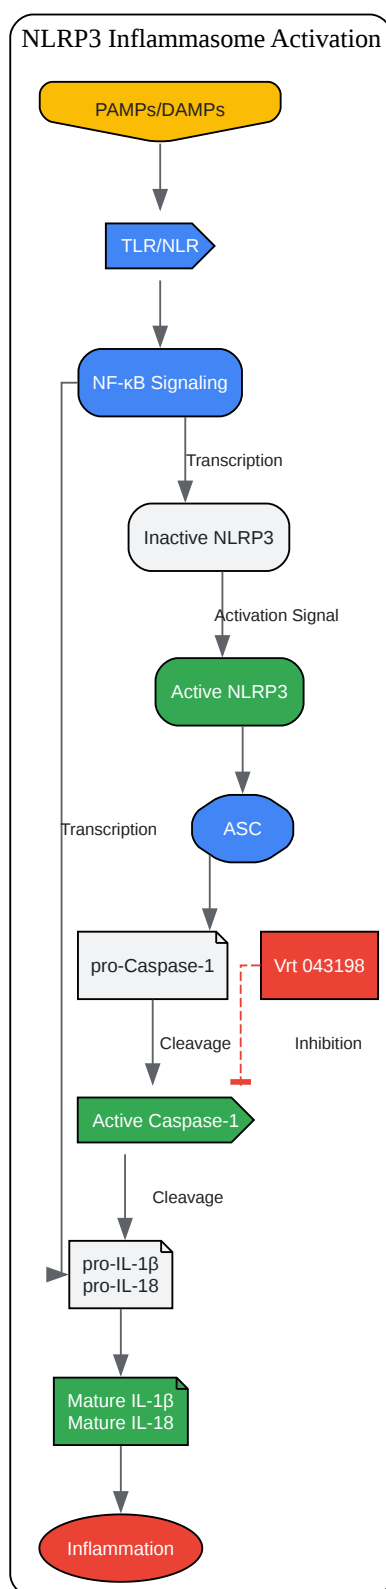 NLRP3 Inflammasome Activation
PAMPs/DAMPs
TLR/NLR
NF-κB Signaling
Transcription
Inactive NLRP3
Activation Signal
Active NLRP3
ASC
Transcription
pro-Caspase-1
Vrt 043198
Cleavage
Inhibition
Active Caspase-1
Cleavage
pro-IL-1β
pro-IL-18
Mature IL-1β
Mature IL-18
Inflammation